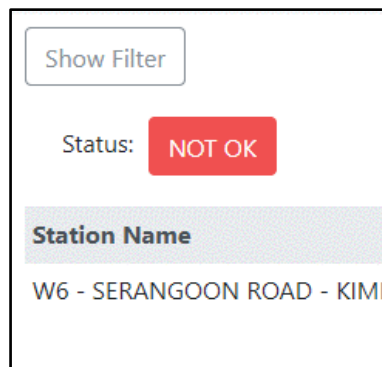 Show Filter
Status: NOT OK
Station Name
W6 - SERANGOON ROAD - KIM